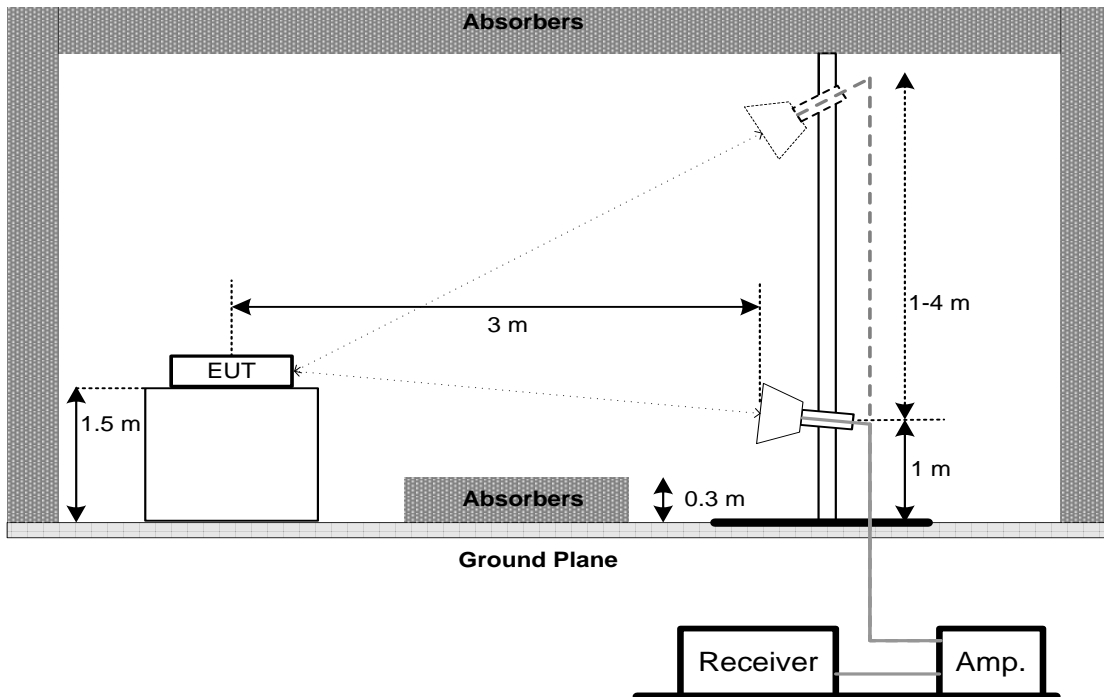 Absorbers
1-4 m
3 m
EUT
1.5 m
1 m
Absorbers
0.3 m
Ground Plane
Receiver
Amp.